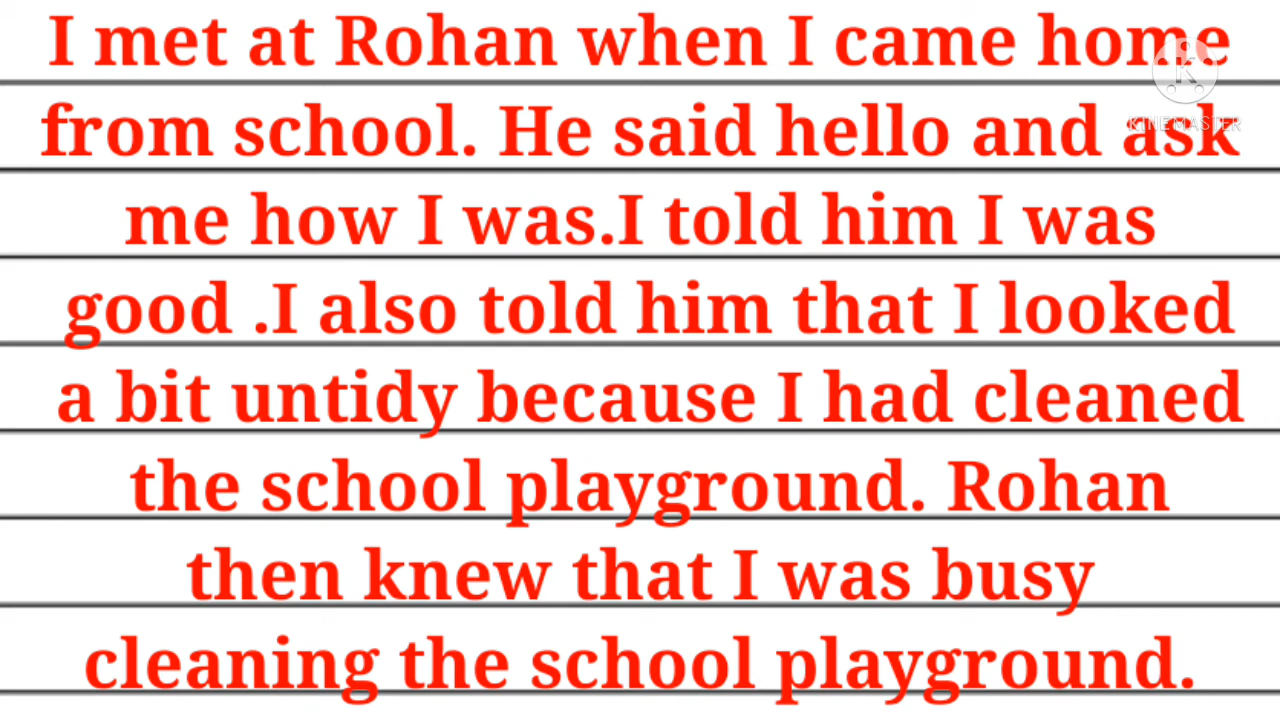 I met at Rohan when I came home
from school. He said hello and ask
me how I was.I told him I was
good .I also told him that I looked
a bit untidy because I had cleaned
the school playground. Rohan
then knew that I was busy
cleaning the school playground.
K
KINEMASTER